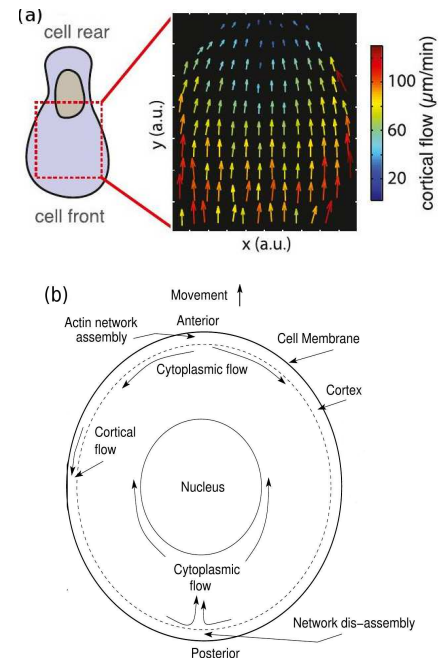 (a)
cell rear
cell front
y (a.u.)
x (a.u.)
100
60
20
cortical flow (μm/min)
(b)
Movement
Anterior
Actin network
assembly
Cell Membrane
Cytoplasmic flow
Cortex
Cortical
flow
Nucleus
Cytoplasmic
flow
Network dis-assembly
Posterior